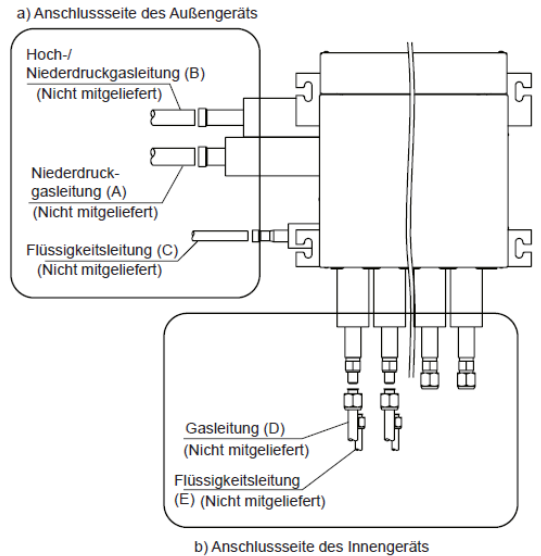 a) Anschlussseite des Außengeräts
Hoch-/
Niederdruckgasleitung (B)
(Nicht mitgeliefert)
Niederdruck-
gasleitung (A)
(Nicht mitgeliefert)
Flüssigkeitsleitung (C)
(Nicht mitgeliefert)
Gasleitung (D)
(Nicht mitgeliefert)
Flüssigkeitsleitung
(E) (Nicht mitgeliefert)
b) Anschlussseite des Innengeräts